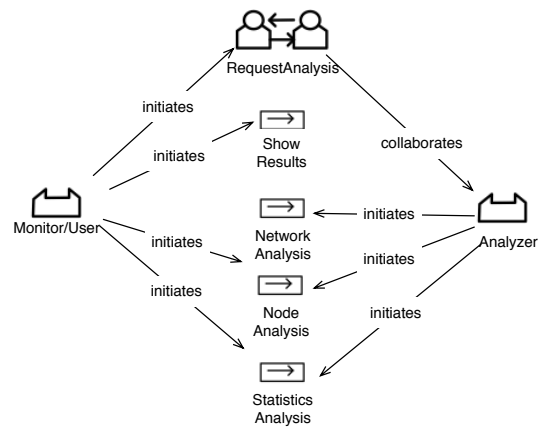 RequestAnalysis
initiates
collaborates
Show
Results
initiates
Monitor/User
Network
Analysis
initiates
Analyzer
initiates
Node
Analysis
initiates
initiates
initiates
Statistics
Analysis